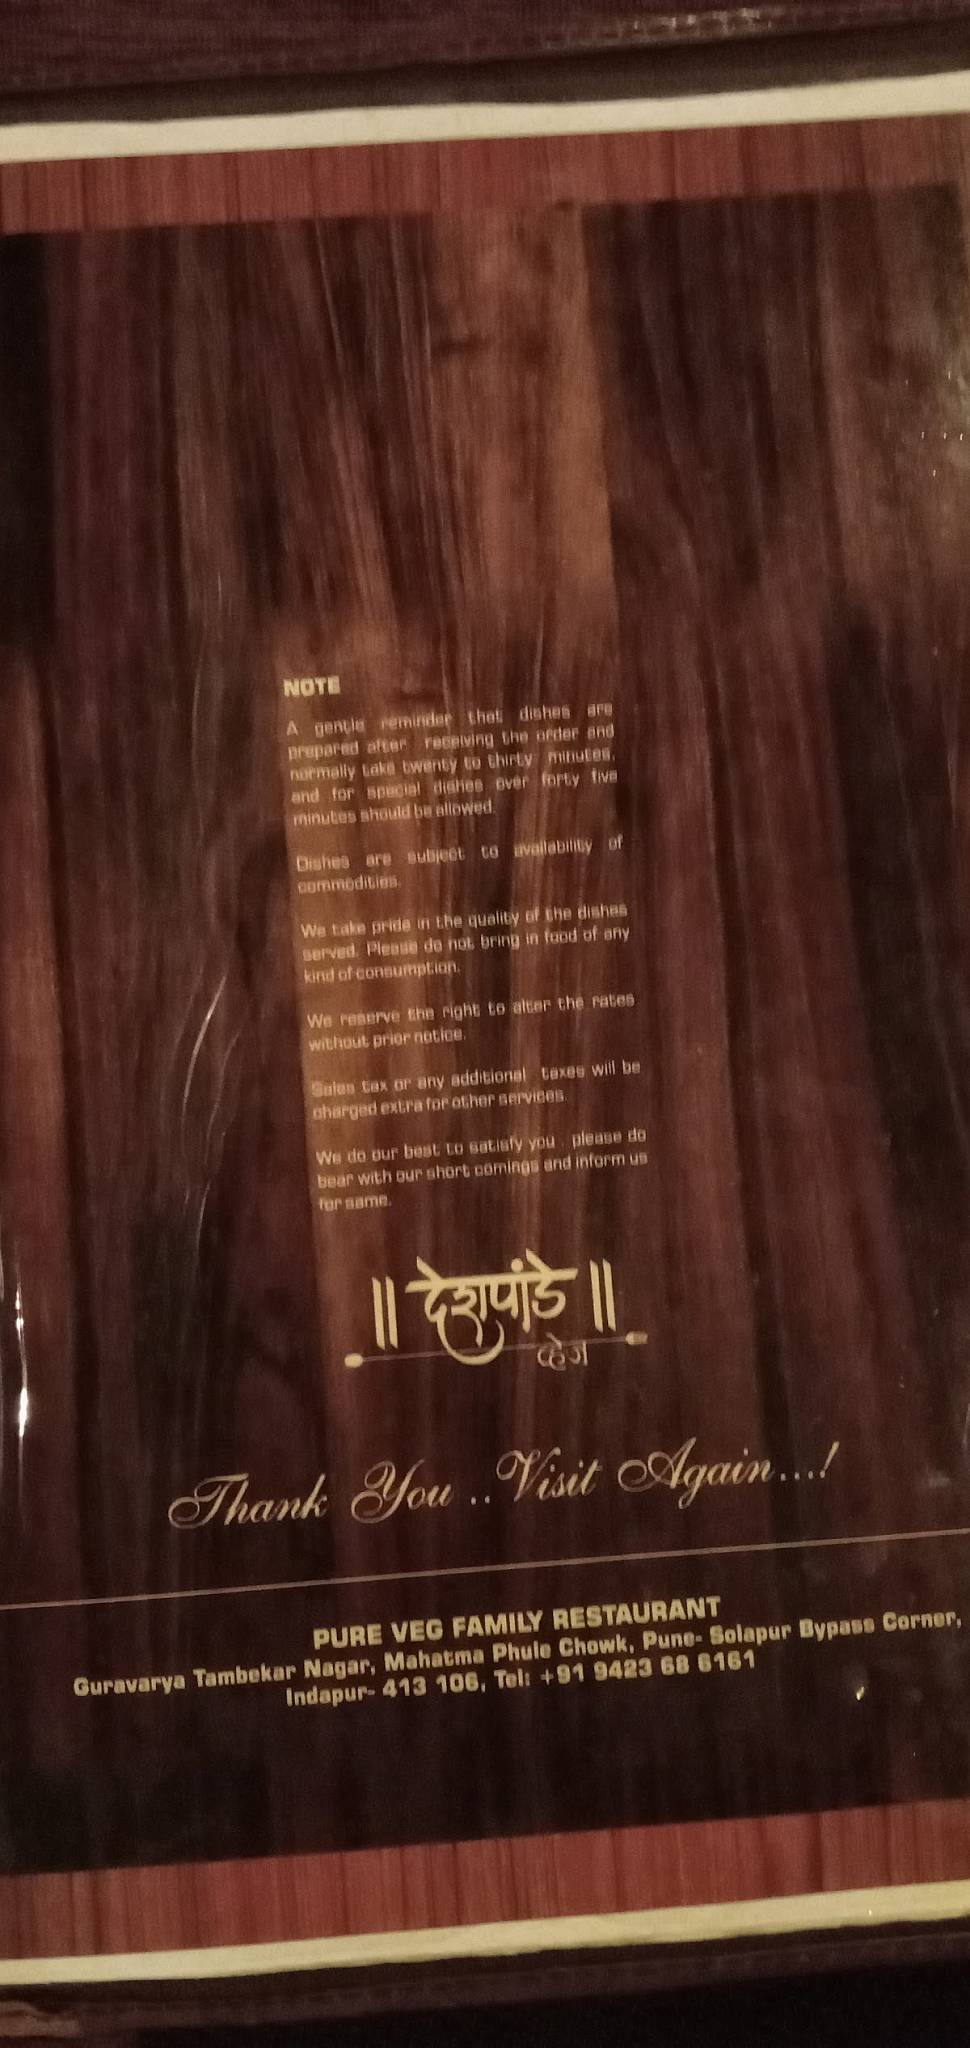 NOTE
A gentle reminder that dishes are
prepared after receiving the order and
normally take twenty to thirty minutes,
and for special dishes over forty five
minutes should be allowed.
Dishes are subject to availability of
commodities.
We take pride in the quality of the dishes
served. Please do not bring in food of any
kind of consumption.
We reserve the right to alter the rates
without prior notice.
Sales tax or any additional taxes will be
charged extra for other services.
We do our best to satisfy you , please do
bear with our short comings and inform us
for same.
|| देशपांडे ||
व्हेज
Thank You .. Visit Again...!
PURE VEG FAMILY RESTAURANT
Guravarya Tambekar Nagar, Mahatma Phule Chowk, Pune- Solapur Bypass Corner,
Indapur- 413 106, Tel: +91 9423 68 6161